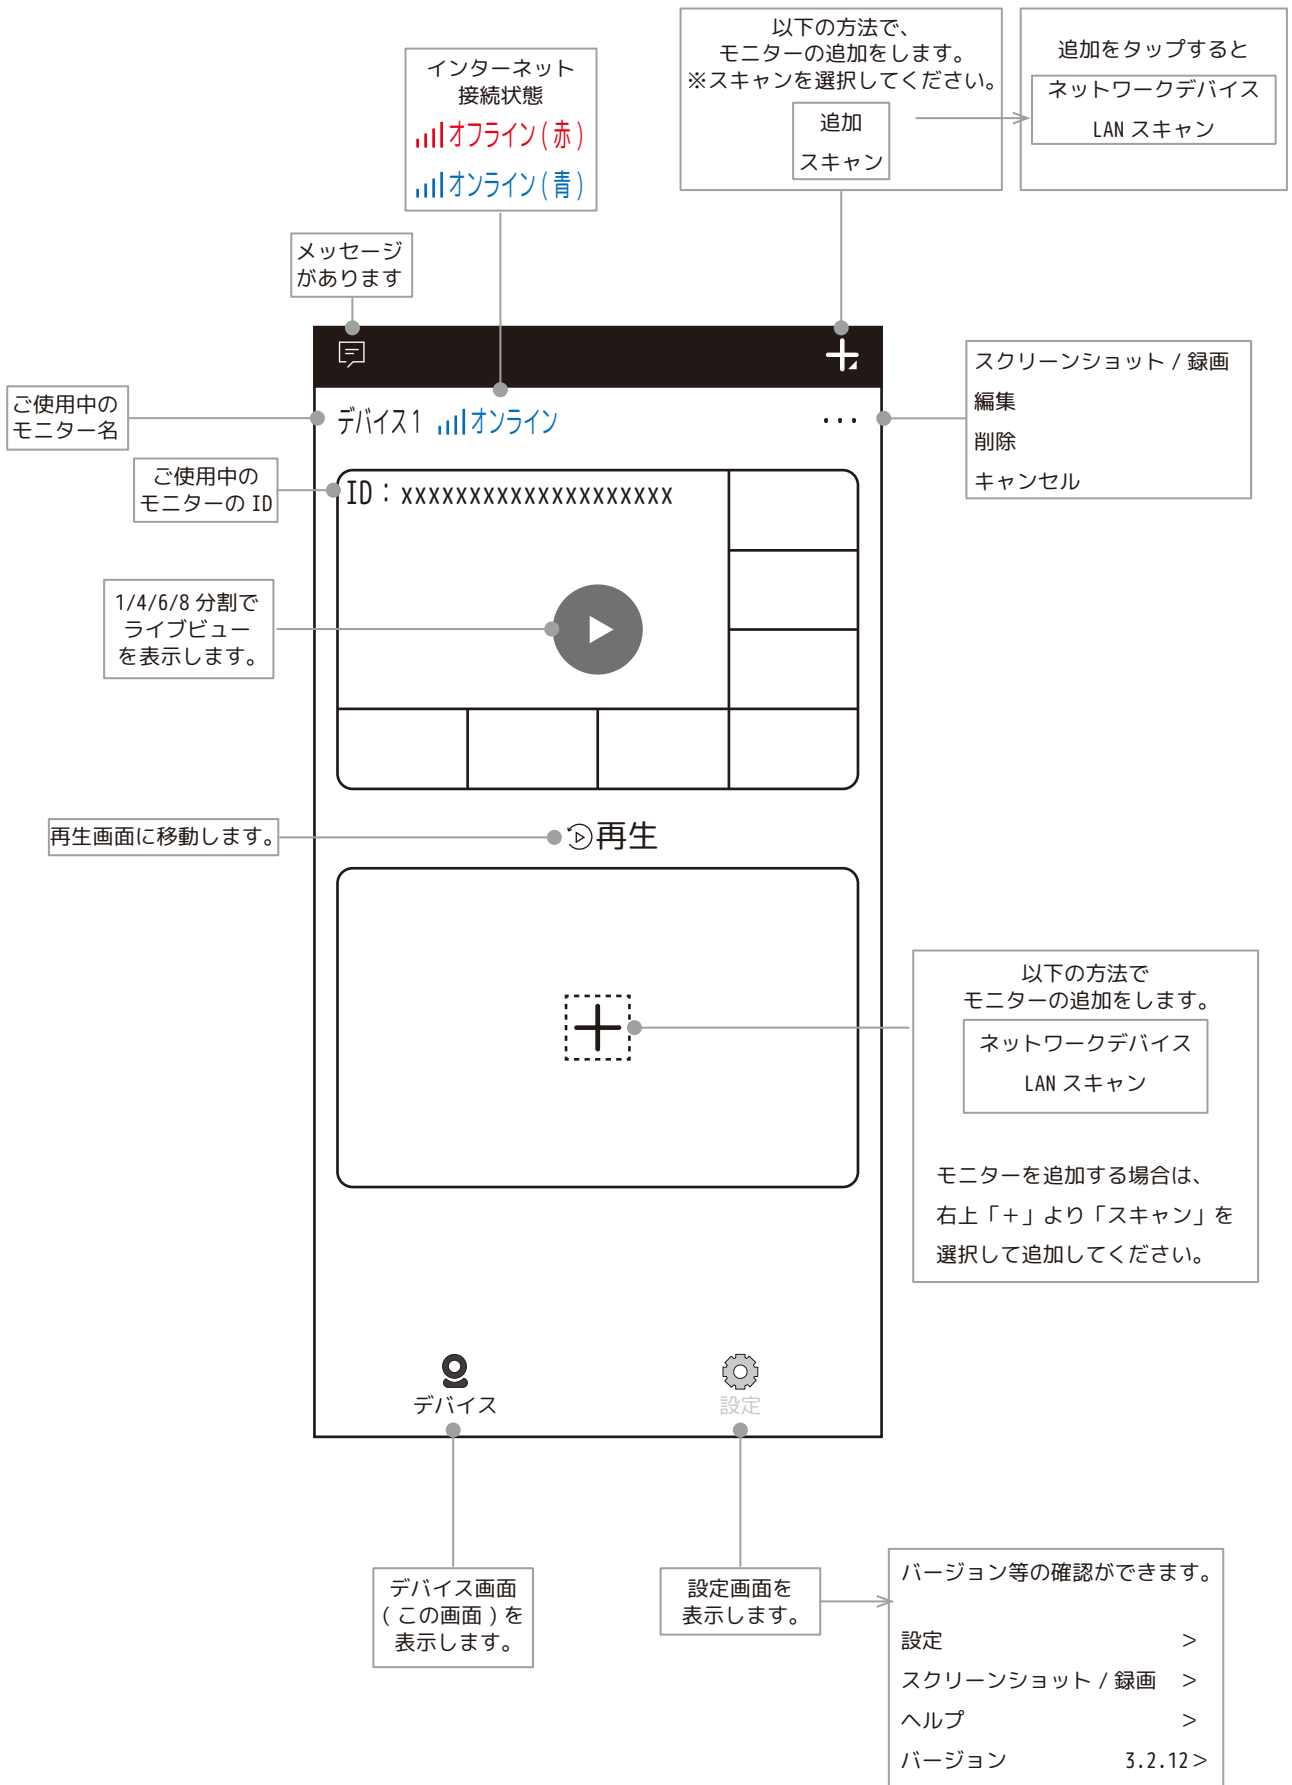 以下の方法で、
モニターの追加をします。
※スキャンを選択してください。
追加
スキャン
追加をタップすると
ネットワークデバイス
LAN スキャン
インターネット
接続状態
オフライン(赤)
オンライン(青)
メッセージ
があります
ご使用中の
モニター名
デバイス1 オンライン
...
スクリーンショット / 録画
編集
削除
キャンセル
ご使用中の
モニターの ID
ID：xxxxxxxxxxxxxxxxxxxx
1/4/6/8 分割で
ライブビュー
を表示します。
再生画面に移動します。
再生
以下の方法で
モニターの追加をします。
ネットワークデバイス
LAN スキャン
モニターを追加する場合は、
右上「＋」より「スキャン」を
選択して追加してください。
デバイス
設定
デバイス画面
(この画面)を
表示します。
設定画面を
表示します。
バージョン等の確認ができます。
設定 >
スクリーンショット / 録画 >
ヘルプ >
バージョン 3.2.12>